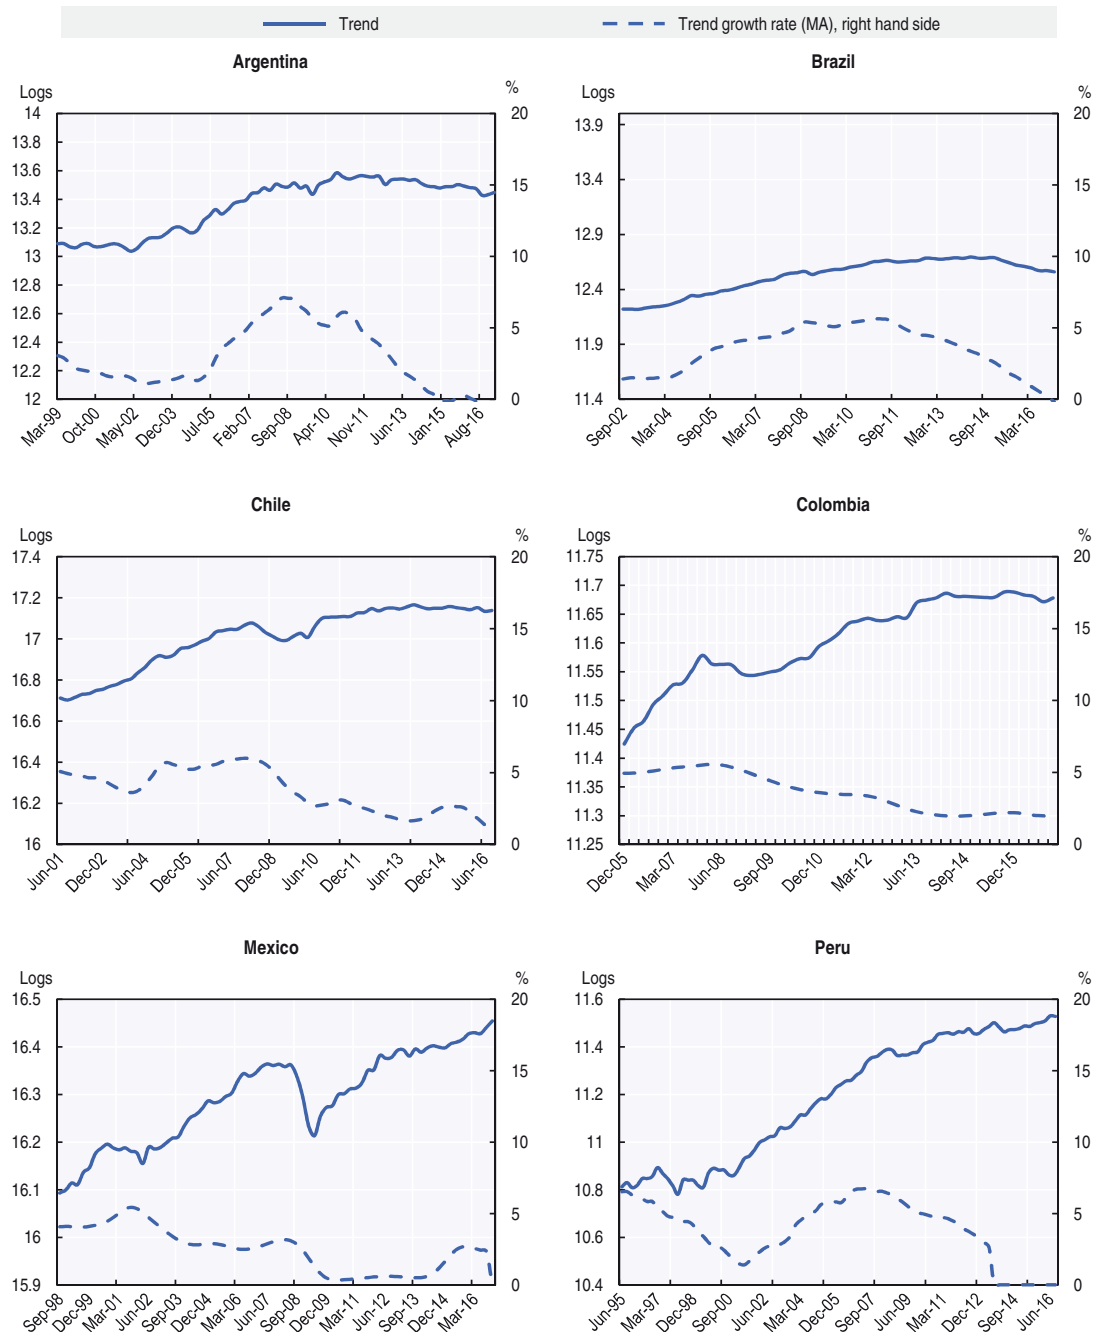 Trend Trend growth rate (MA), right hand side
Argentina
Logs %
14 20
13.8
13.6
13.4 15
13.2
13 10
12.8
12.6
12.4 5
12.2
12 0
Mar-99 Oct-00 May-02 Dec-03 Jul-05 Feb-07 Sep-08 Apr-10 Nov-11 Jun-13 Jan-15 Aug-16
Brazil
Logs %
13.9 20
13.4 15
12.9 10
12.4
11.9 5
11.4 0
Sep-02 Mar-04 Sep-05 Mar-07 Sep-08 Mar-10 Sep-11 Mar-13 Sep-14 Mar-16
Chile
Logs %
17.4 20
17.2
17 15
16.8
16.6 10
16.4
16.2 5
16 0
Jun-01 Dec-02 Jun-04 Dec-05 Jun-07 Dec-08 Jun-10 Dec-11 Jun-13 Dec-14 Jun-16
Colombia
Logs %
11.75 20
11.7
11.65
11.6 15
11.55
11.5 10
11.45
11.4
11.35 5
11.3
11.25 0
Dec-05 Mar-07 Jun-08 Sep-09 Dec-10 Mar-12 Jun-13 Sep-14 Dec-15
Mexico
Logs %
16.5 20
16.4
16.3 15
16.2 10
16.1
16 5
15.9 0
Sep-98 Dec-99 Mar-01 Jun-02 Sep-03 Dec-04 Mar-06 Jun-07 Sep-08 Dec-09 Mar-11 Jun-12 Sep-13 Dec-14 Mar-16
Peru
Logs %
11.6 20
11.4 15
11.2
11 10
10.8
10.6 5
10.4 0
Jun-95 Mar-97 Dec-98 Sep-00 Jun-02 Mar-04 Dec-05 Sep-07 Jun-09 Mar-11 Dec-12 Sep-14 Jun-16